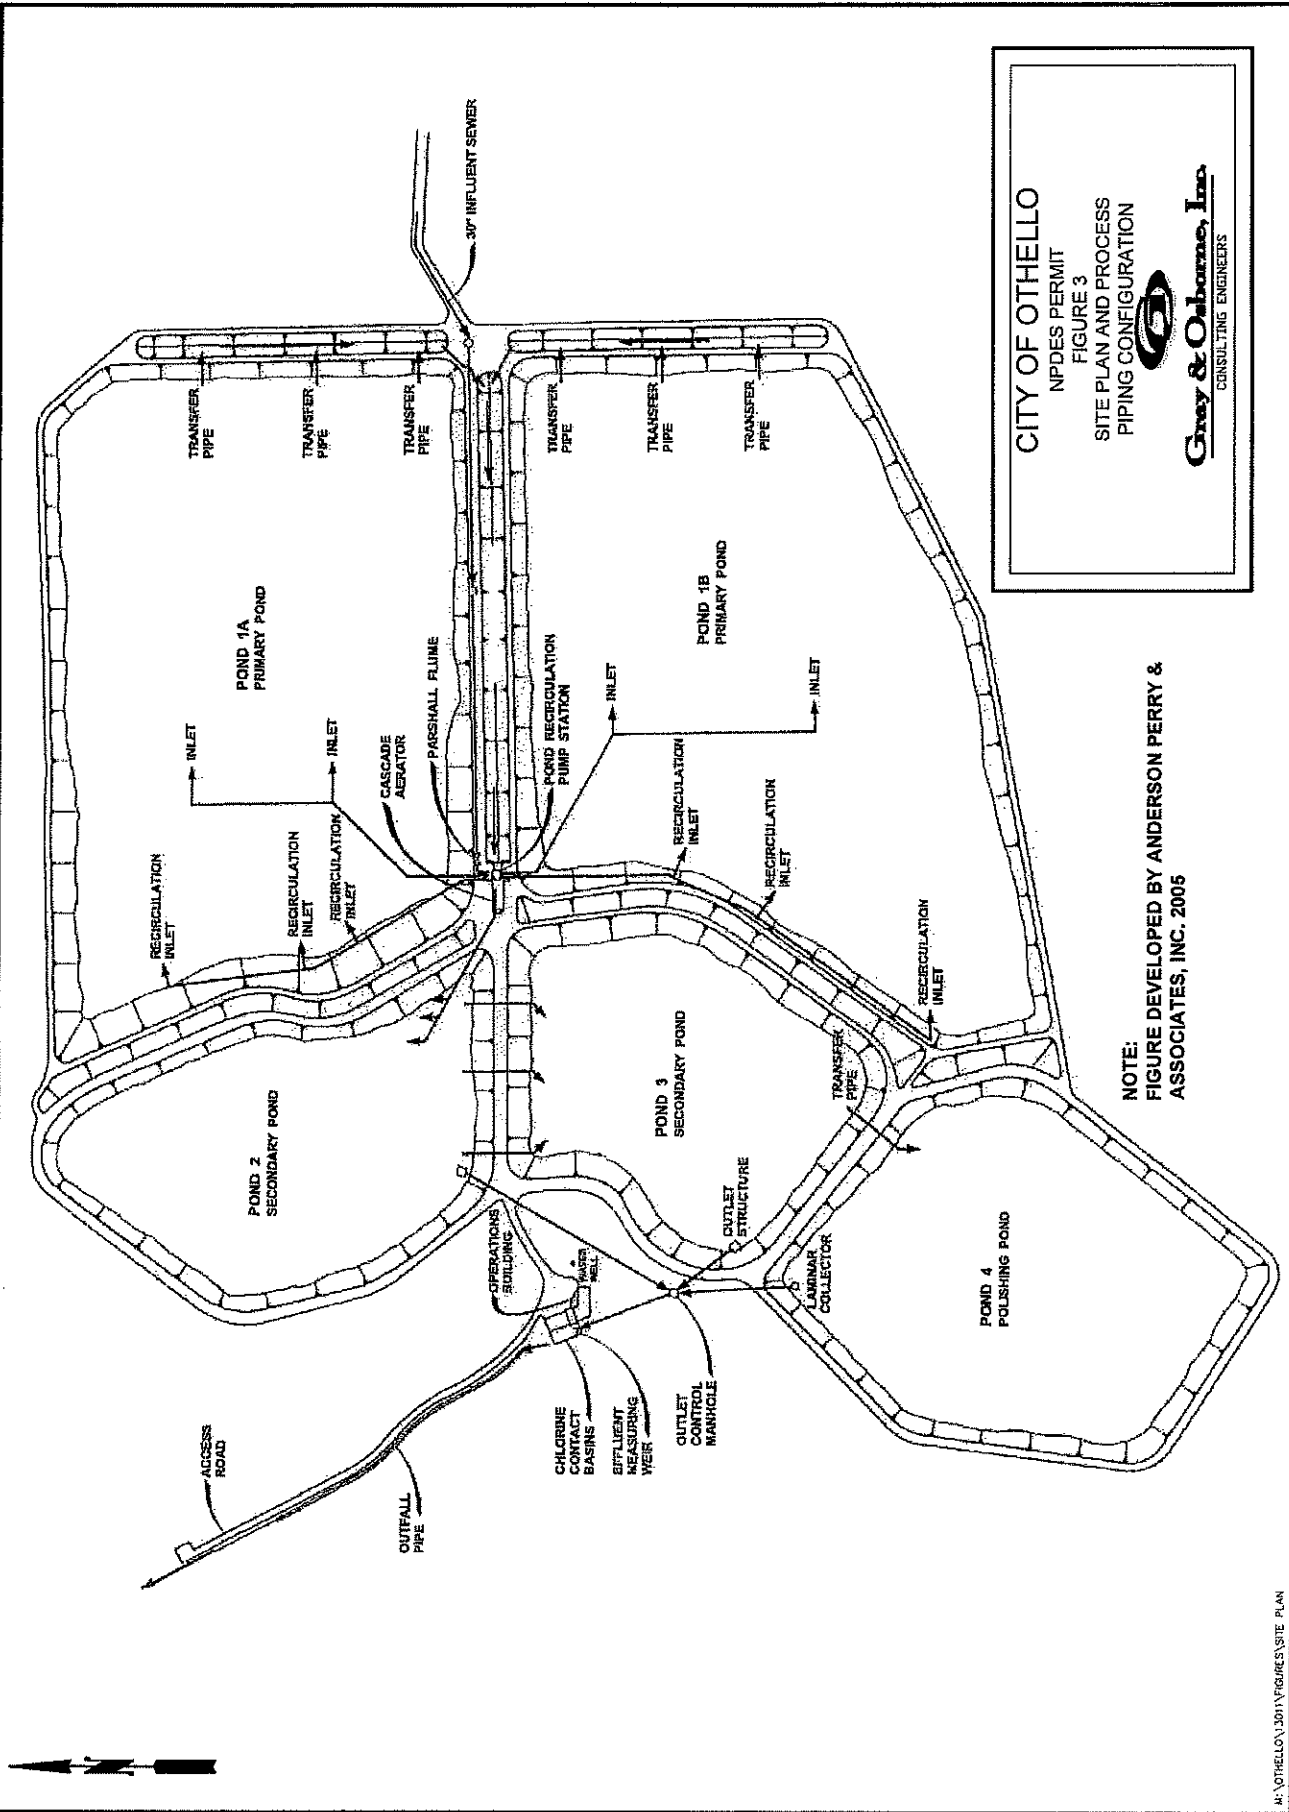 30" INFLUENT SEWER
TRANSFER
PIPE
TRANSFER
PIPE
TRANSFER
PIPE
TRANSFER
PIPE
TRANSFER
PIPE
TRANSFER
PIPE
POND 1A
PRIMARY POND
POND 1B
PRIMARY POND
INLET
INLET
CASCADE
AERATOR
PARSHALL FLUME
POND RECIRCULATION
PUMP STATION
INLET
INLET
RECIRCULATION
INLET
RECIRCULATION
INLET
RECIRCULATION
INLET
RECIRCULATION
INLET
RECIRCULATION
INLET
RECIRCULATION
INLET
POND 2
SECONDARY POND
POND 3
SECONDARY POND
TRANSFER
PIPE
OPERATIONS
BUILDING
WATER
WELL
OUTLET
STRUCTURE
LAMINAR
COLLECTOR
POND 4
POLISHING POND
ACCESS
ROAD
OUTFALL
PIPE
CHLORINE
CONTACT
BASINS
EFFLUENT
MEASURING
WEIR
OUTLET
CONTROL
MANHOLE
NOTE:
FIGURE DEVELOPED BY ANDERSON PERRY &
ASSOCIATES, INC. 2005
CITY OF OTHELLO
NPDES PERMIT
FIGURE 3
SITE PLAN AND PROCESS
PIPING CONFIGURATION
Gray & Osborne, Inc.
CONSULTING ENGINEERS
N
M:\OTHELLO\13011\FIGURES\SITE PLAN